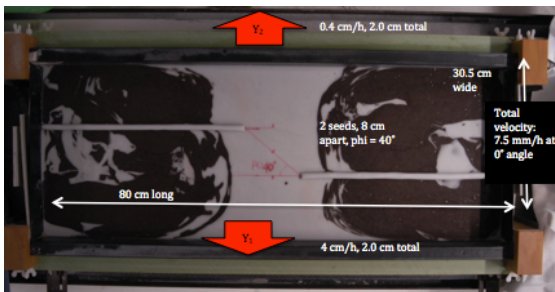 Y2
0.4 cm/h, 2.0 cm total
30.5 cm
wide
2 seeds, 8 cm
apart, phi = 40°
Total
velocity:
7.5 mm/h at
0° angle
80 cm long
Y1
4 cm/h, 2.0 cm total